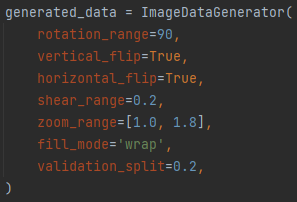 generated_data = ImageDataGenerator(
    rotation_range=90,
    vertical_flip=True,
    horizontal_flip=True,
    shear_range=0.2,
    zoom_range=[1.0, 1.8],
    fill_mode='wrap',
    validation_split=0.2,
)